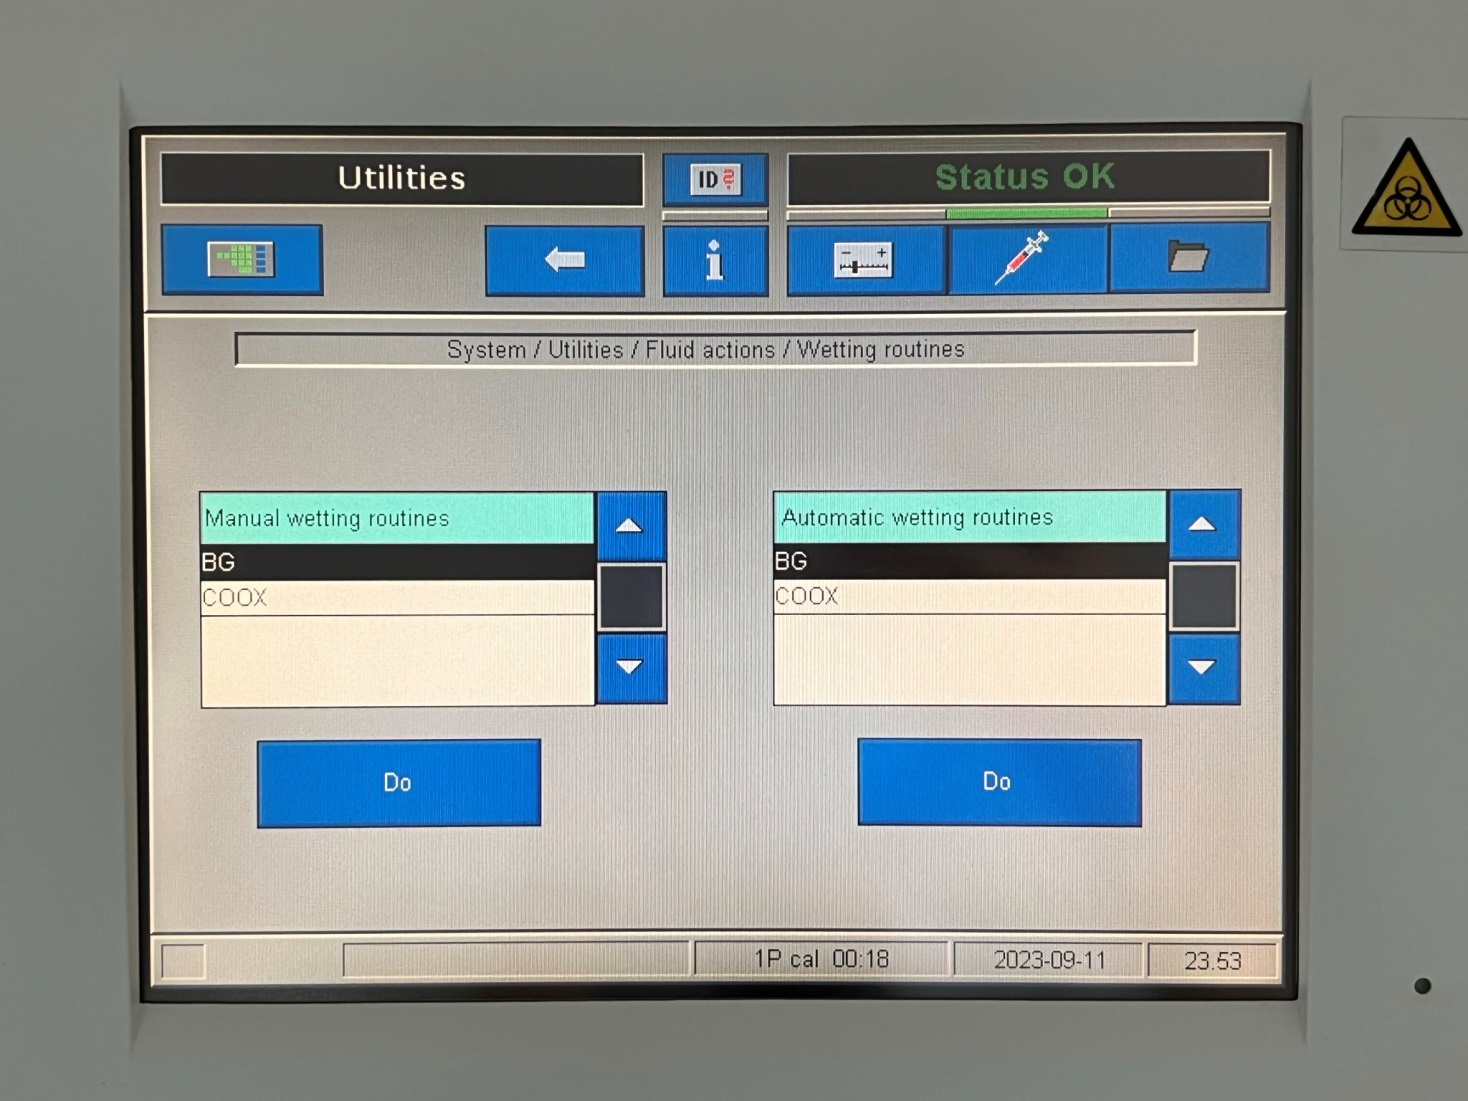 Utilities
ID?
Status OK
System / Utilities / Fluid actions / Wetting routines
Manual wetting routines
BG
COOX
Do
Automatic wetting routines
BG
COOX
Do
1P cal 00:18
2023-09-11
23.53